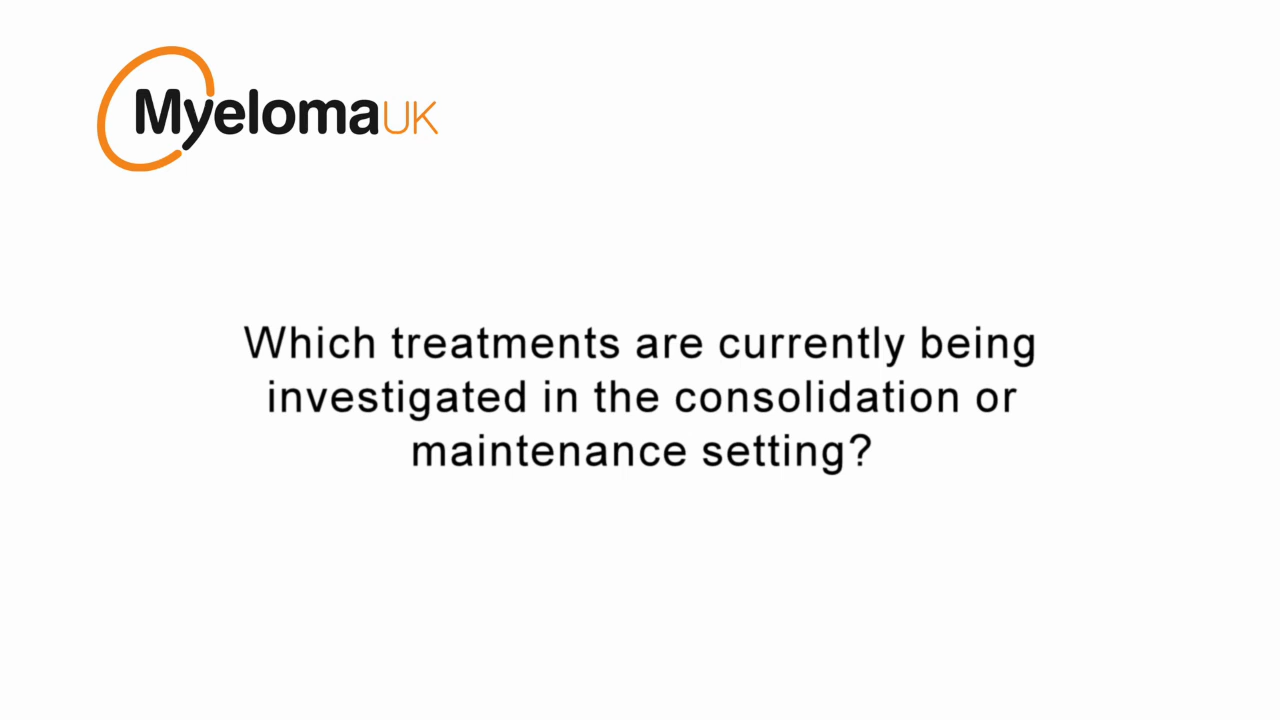 MyelomaUK
Which treatments are currently being
investigated in the consolidation or
maintenance setting?